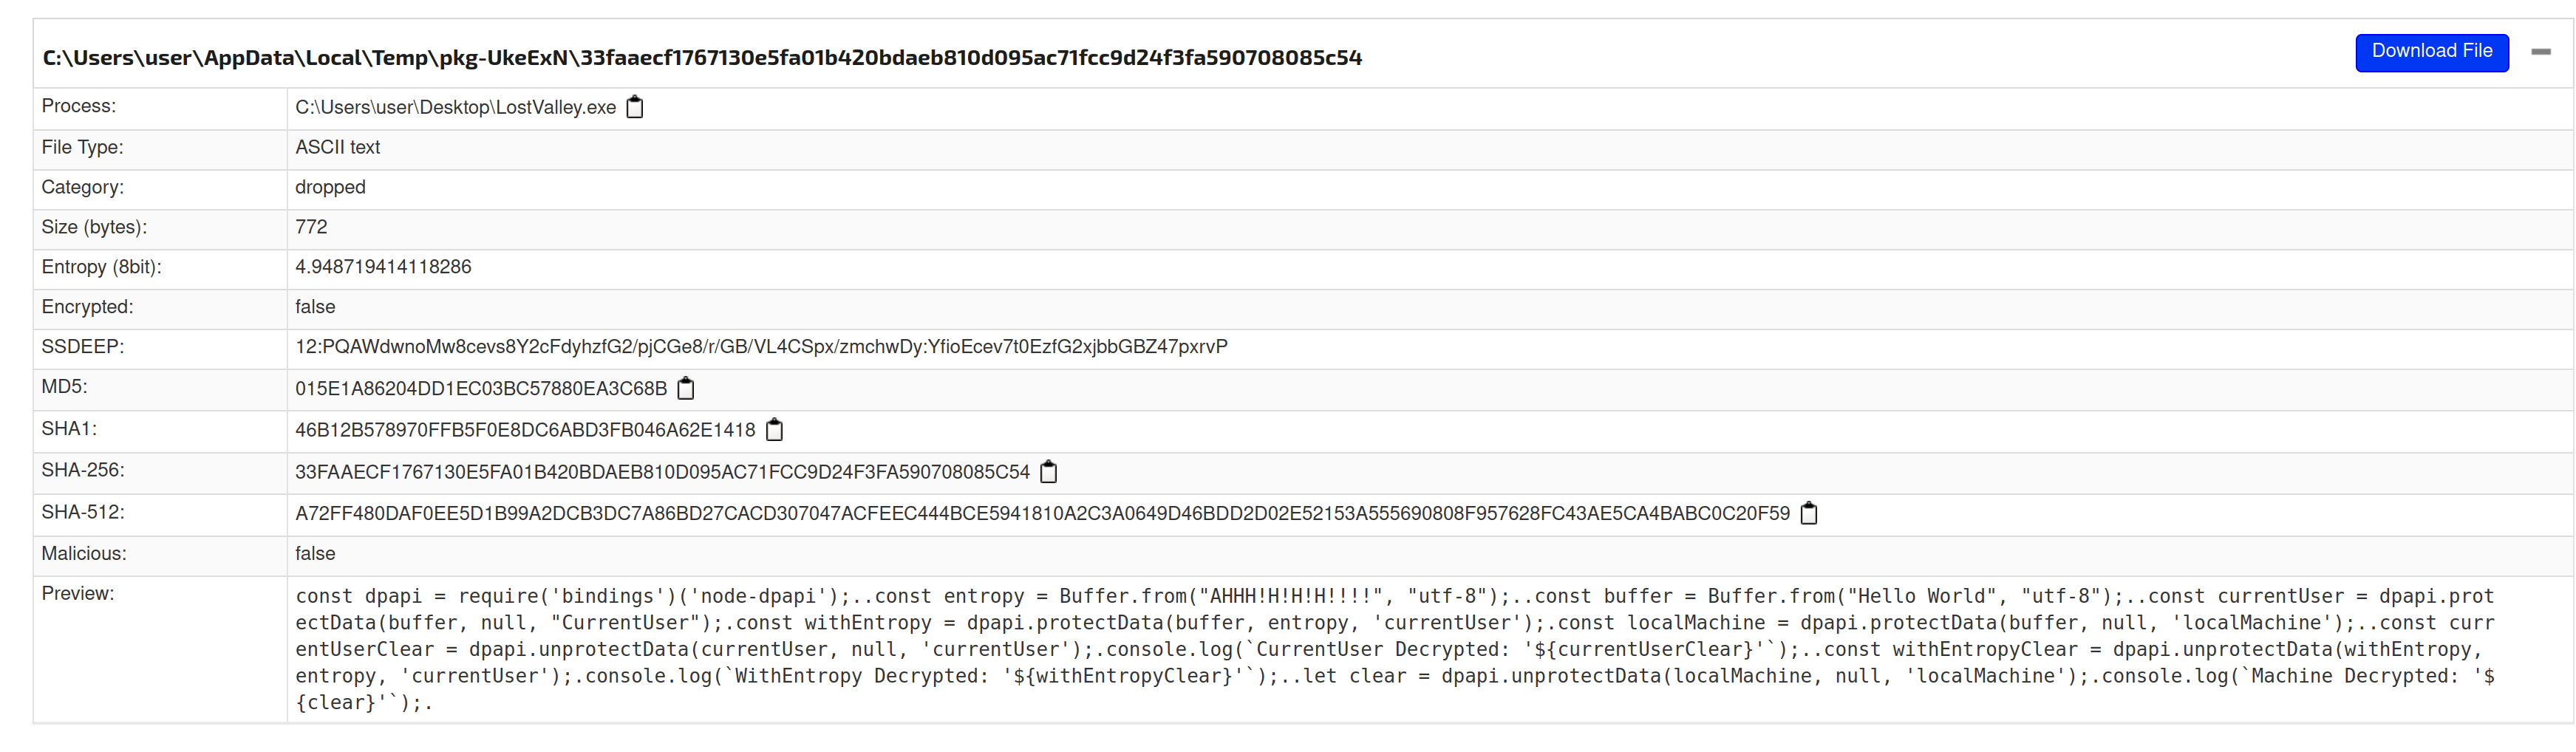 C:\Users\user\AppData\Local\Temp\pkg-UkeExN\33faaecf1767130e5fa01b420bdaeb810d095ac71fcc9d24f3fa590708085c54
Download File
Process: C:\Users\user\Desktop\LostValley.exe
File Type: ASCII text
Category: dropped
Size (bytes): 772
Entropy (8bit): 4.948719414118286
Encrypted: false
SSDEEP: 12:PQAWdwnoMw8cevs8Y2cFdyhzfG2/pjCGe8/r/GB/VL4CSpx/zmchwDy:YfioEcev7t0EzfG2xjbbGBZ47pxrvP
MD5: 015E1A86204DD1EC03BC57880EA3C68B
SHA1: 46B12B578970FFB5F0E8DC6ABD3FB046A62E1418
SHA-256: 33FAAECF1767130E5FA01B420BDAEB810D095AC71FCC9D24F3FA590708085C54
SHA-512: A72FF480DAF0EE5D1B99A2DCB3DC7A86BD27CACD307047ACFEEC444BCE5941810A2C3A0649D46BDD2D02E52153A555690808F957628FC43AE5CA4BABC0C20F59
Malicious: false
Preview: const dpapi = require('bindings')('node-dpapi');..const entropy = Buffer.from("AHHH!H!H!H!!!!", "utf-8");..const buffer = Buffer.from("Hello World", "utf-8");..const currentUser = dpapi.prot
ectData(buffer, null, "CurrentUser");.const withEntropy = dpapi.protectData(buffer, entropy, 'currentUser');.const localMachine = dpapi.protectData(buffer, null, 'localMachine');..const curr
entUserClear = dpapi.unprotectData(currentUser, null, 'currentUser');.console.log(`CurrentUser Decrypted: '${currentUserClear}'`);..const withEntropyClear = dpapi.unprotectData(withEntropy,
entropy, 'currentUser');.console.log(`WithEntropy Decrypted: '${withEntropyClear}'`);..let clear = dpapi.unprotectData(localMachine, null, 'localMachine');.console.log(`Machine Decrypted: '$
{clear}'`);.